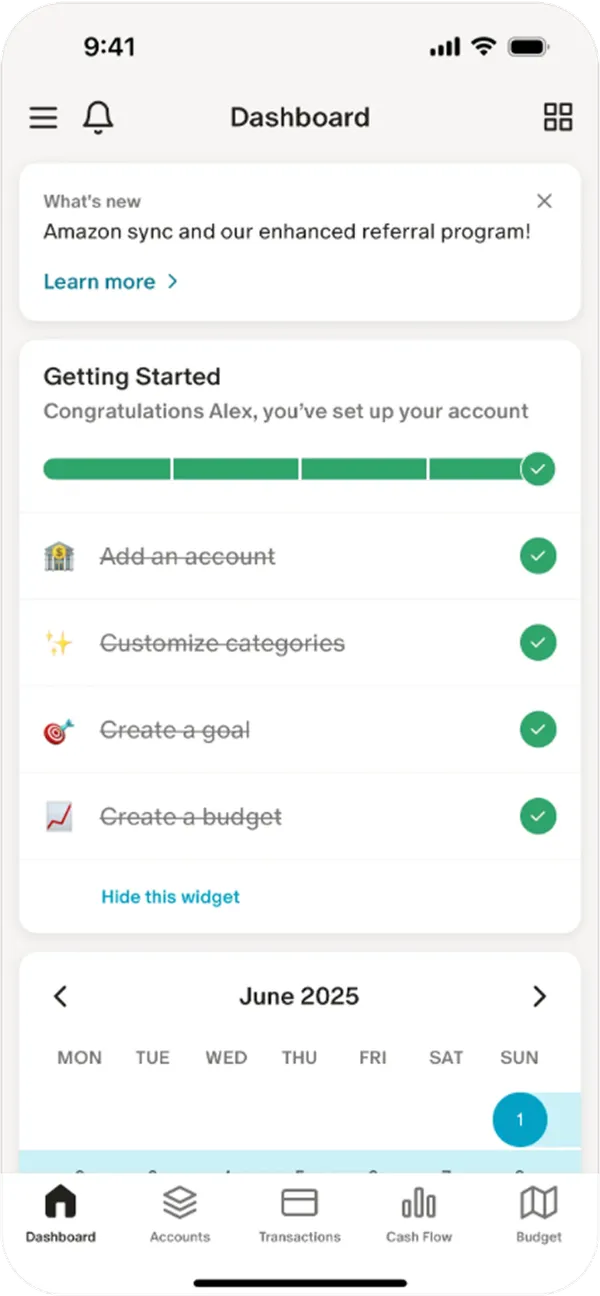 9:41
Dashboard
What's new
Amazon sync and our enhanced referral program!
Learn more
Getting Started
Congratulations Alex, you've set up your account
Add an account
Customize categories
Create a goal
Create a budget
Hide this widget
June 2025
MON TUE WED THU FRI SAT SUN
1
Dashboard Accounts Transactions Cash Flow Budget